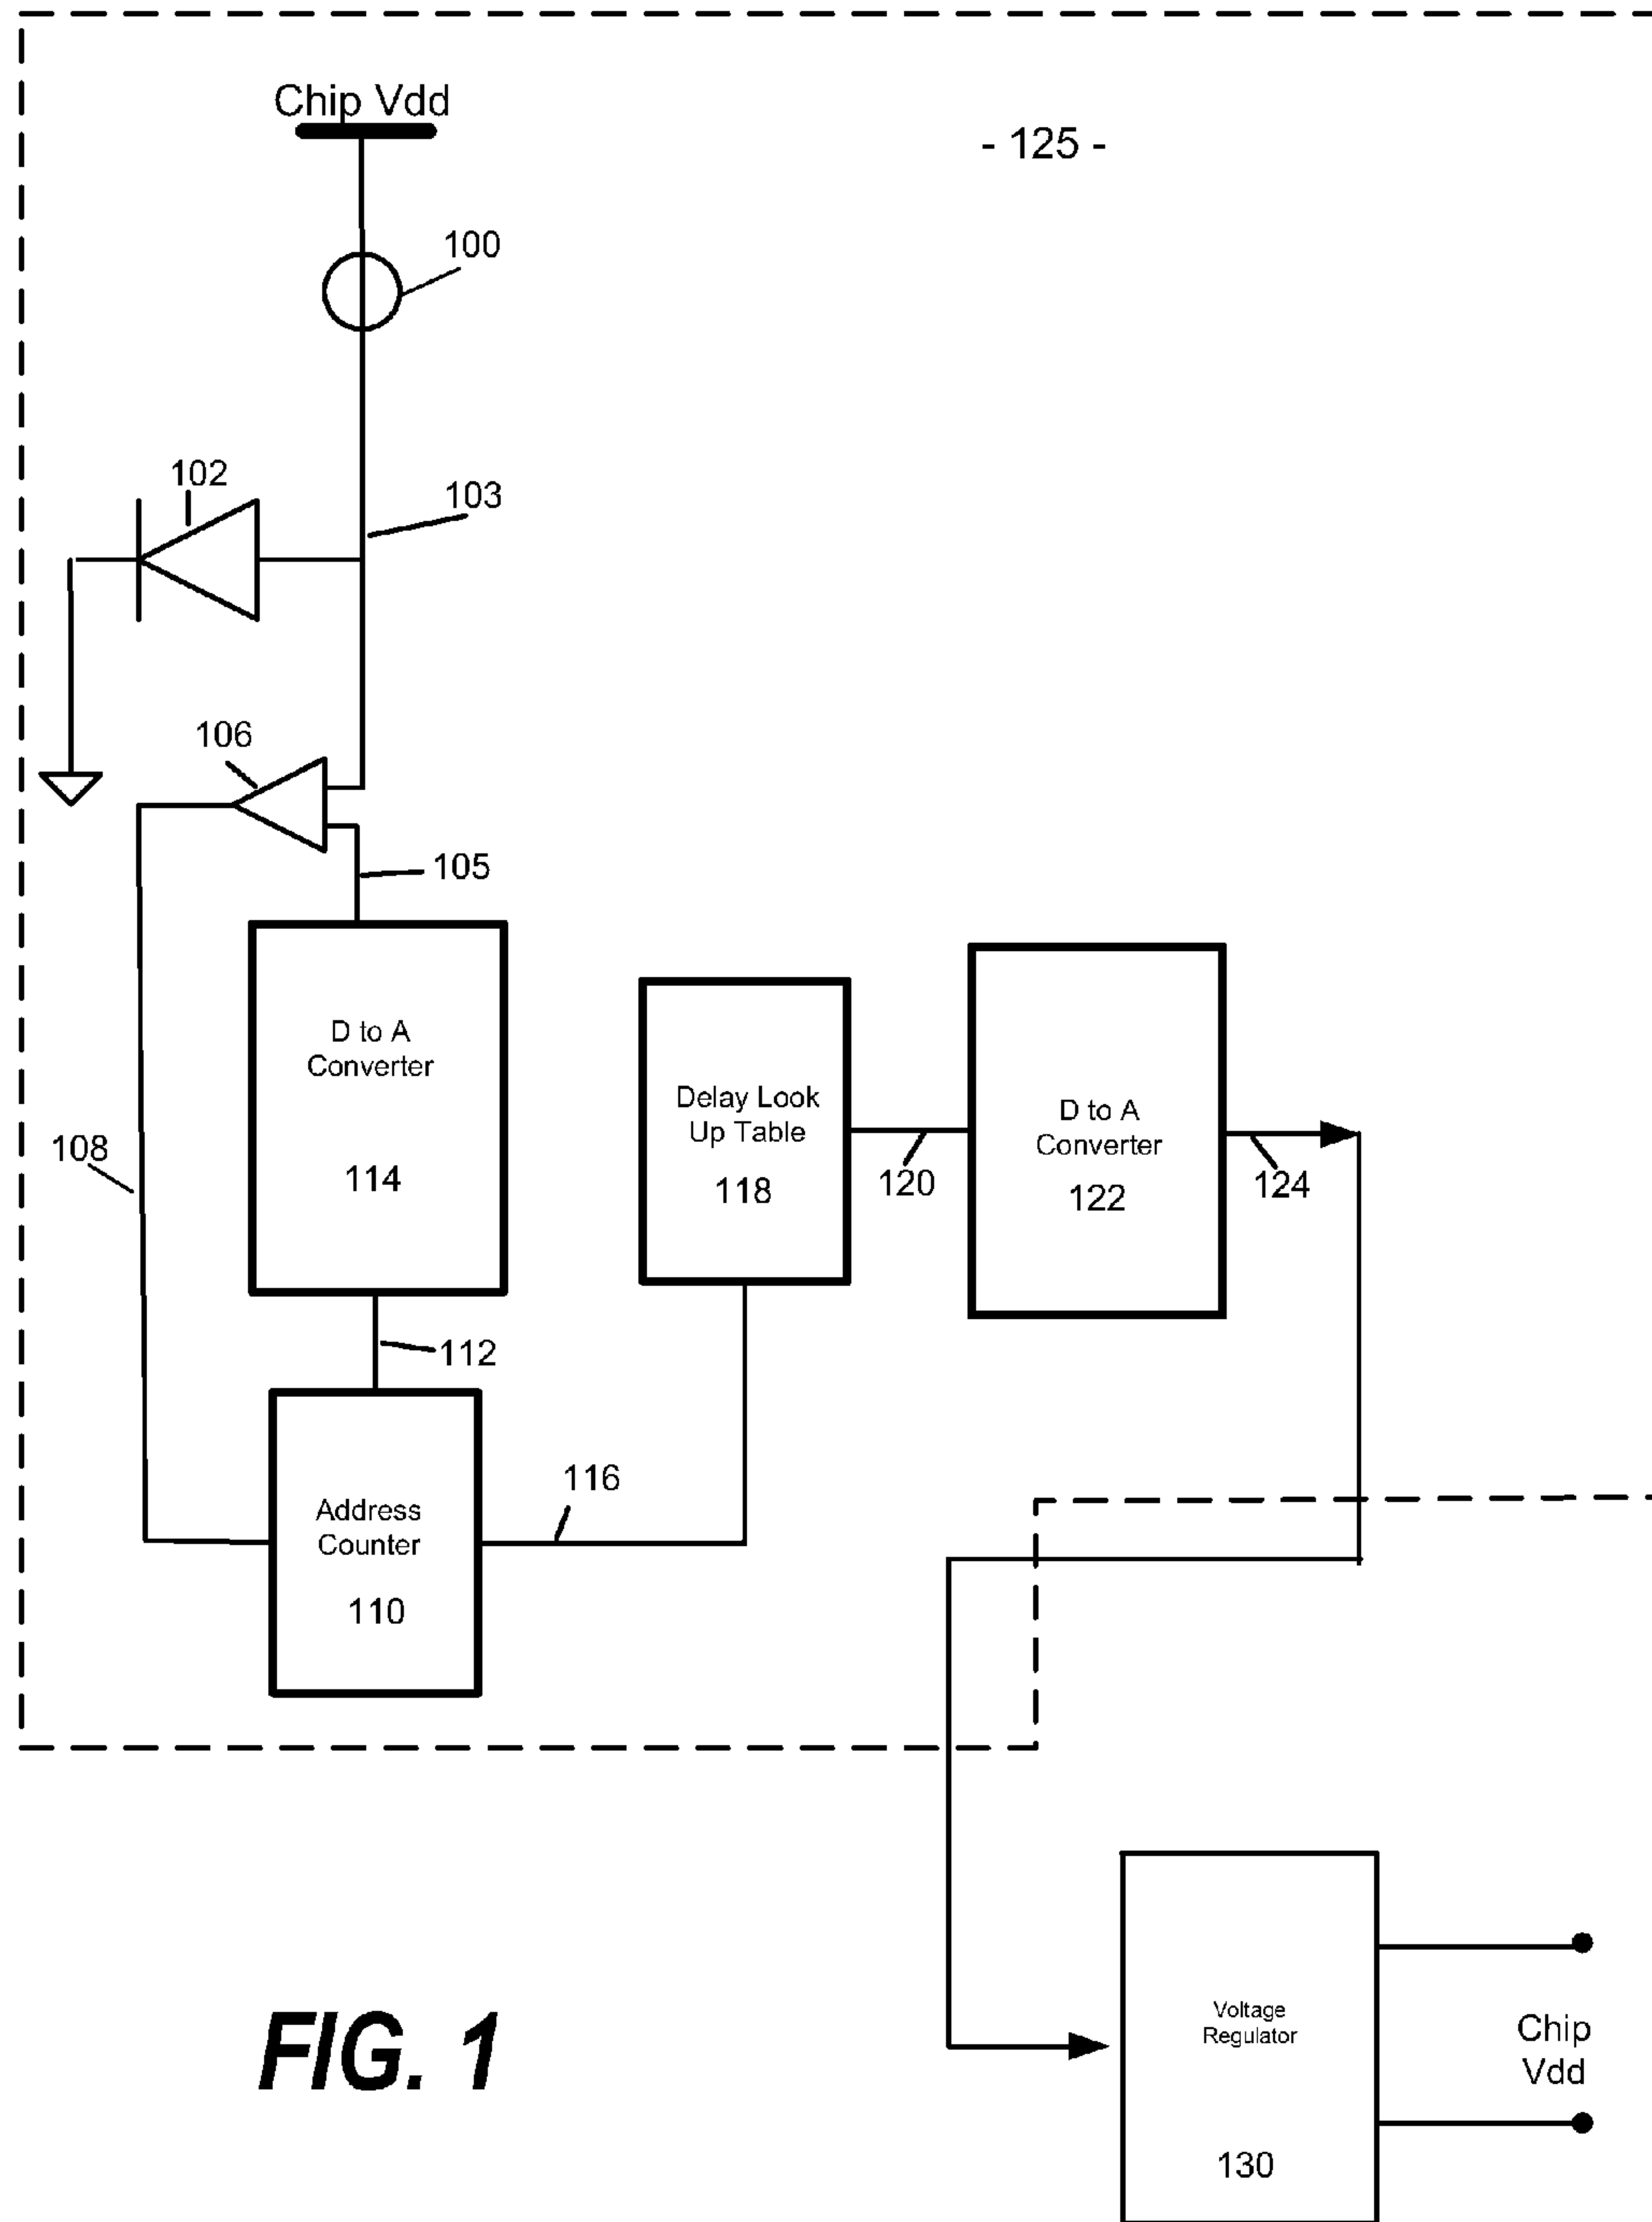 Chip Vdd
- 125 -
100
102
103
106
105
D to A
Converter
114
Delay Look
Up Table
118
D to A
Converter
122
108
120
124
112
116
Address
Counter
110
Voltage
Regulator
130
Chip
Vdd
FIG. 1